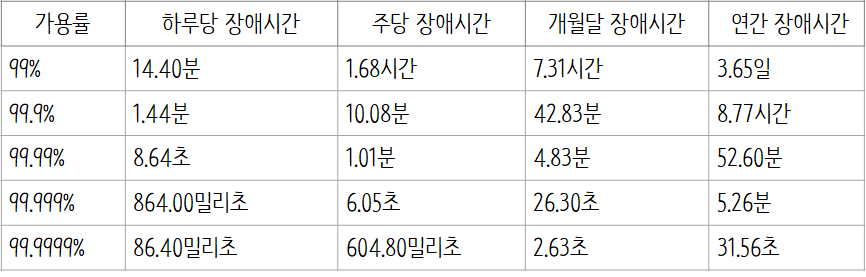 가용률 하루당 장애시간 주당 장애시간 개월달 장애시간 연간 장애시간
99% 14.40분 1.68시간 7.31시간 3.65일
99.9% 1.44분 10.08분 42.83분 8.77시간
99.99% 8.64초 1.01분 4.83분 52.60분
99.999% 864.00밀리초 6.05초 26.30초 5.26분
99.9999% 86.40밀리초 604.80밀리초 2.63초 31.56초